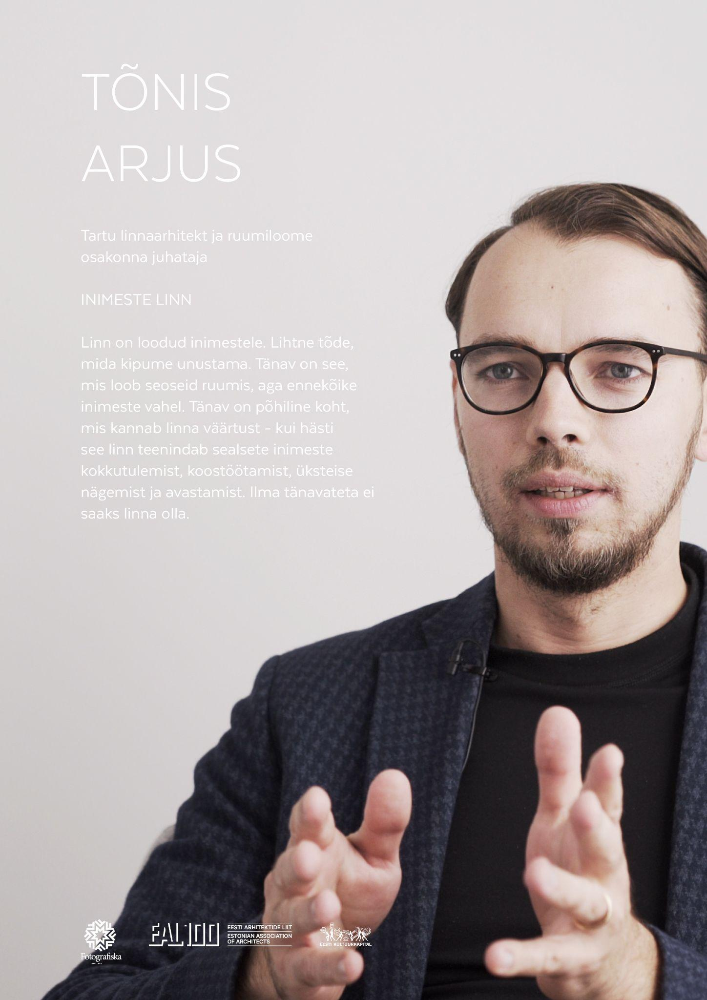 TÕNIS
ARJUS
Tartu linnaarhitekt ja ruumiloome
osakonna juhataja
INIMESTE LINN
Linn on loodud inimestele. Lihtne tõde,
mida kipume unustama. Tänav on see,
mis loob seoseid ruumis, aga ennekõike
inimeste vahel. Tänav on põhiline koht,
mis kannab linna väärtust - kui hästi
see linn teenindab sealsete inimeste
kokkutulemist, koostöötamist, üksteise
nägemist ja avastamist. Ilma tänavateta ei
saaks linna olla.
Fotografiska
EAL100
EESTI ARHITEKTIDE LIIT
ESTONIAN ASSOCIATION
OF ARCHITECTS
EESTI KULTUURKAPITAL